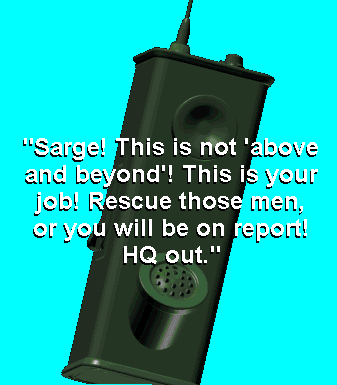 "Sarge! This is not 'above
and beyond'! This is your
job! Rescue those men,
or you will be on report!
HQ out."